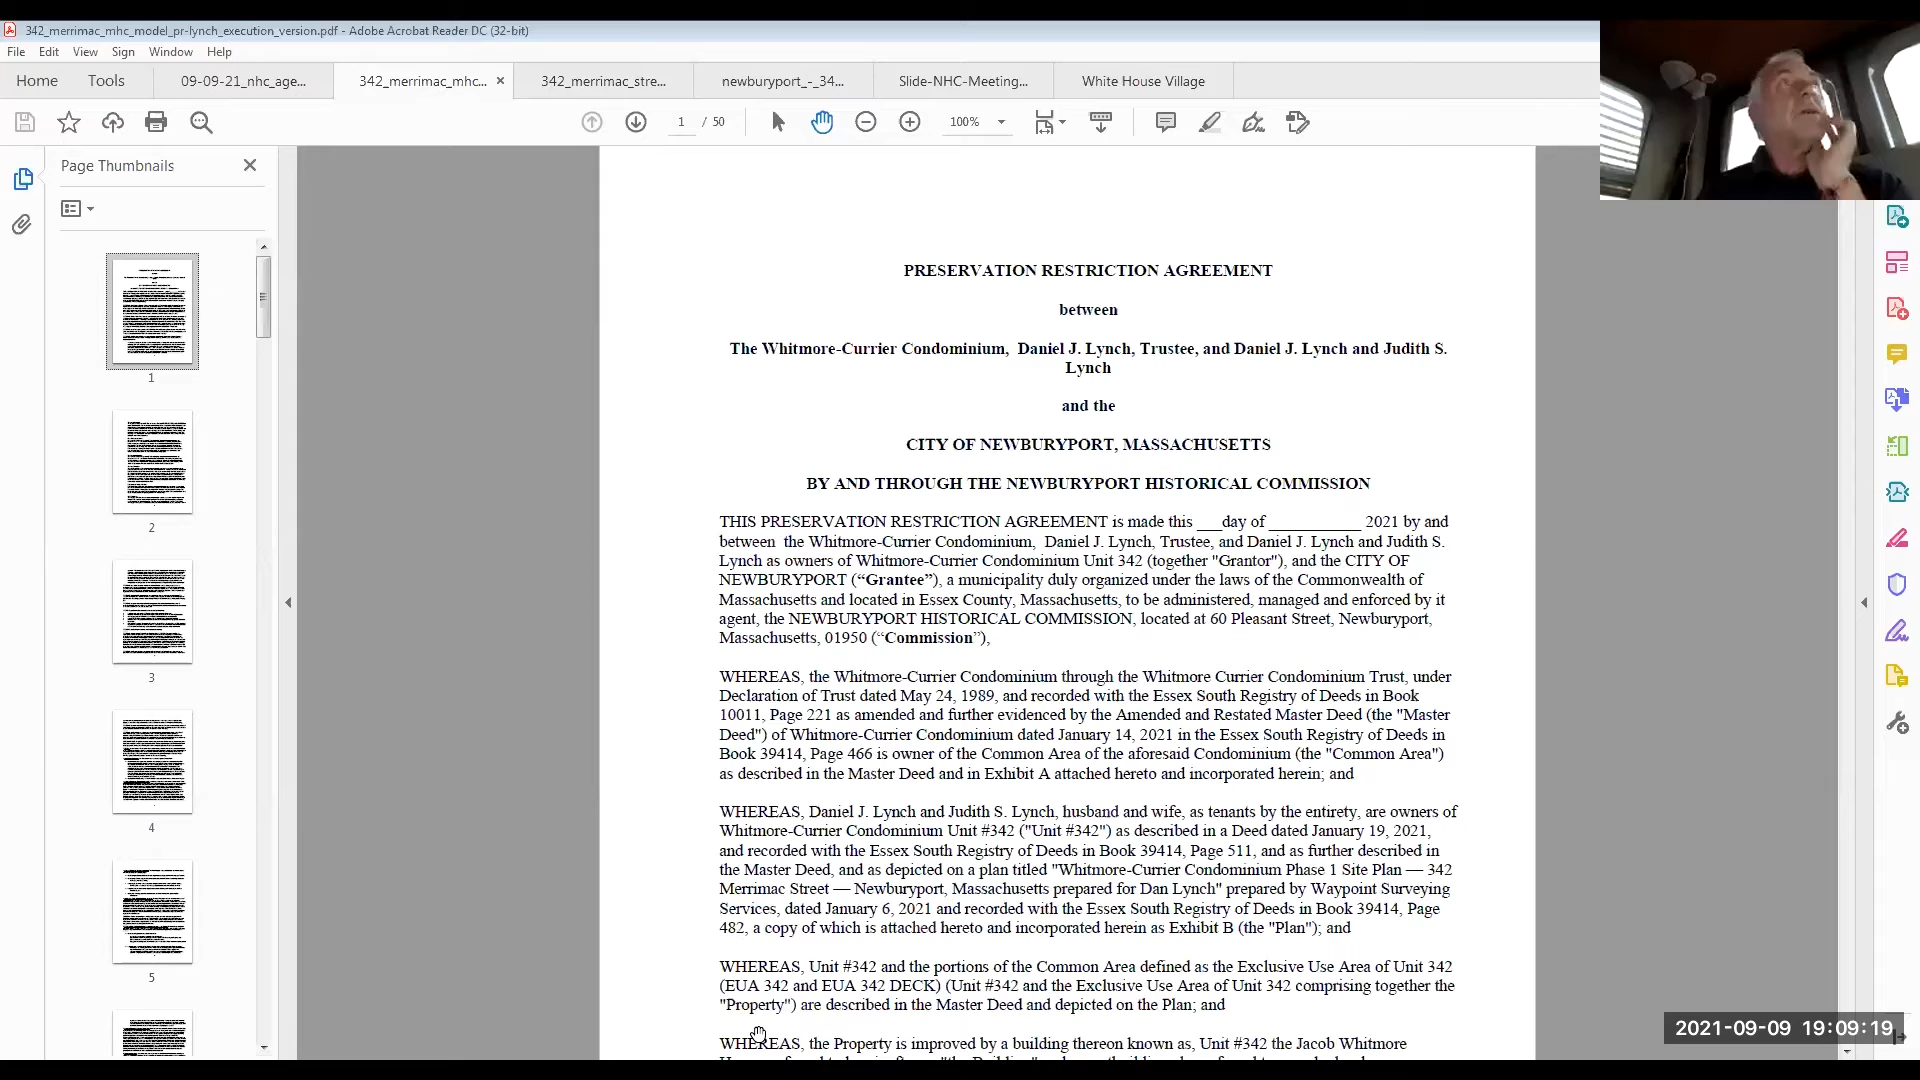 342_merrimac_mhc_model_pr-lynch_execution_version.pdf - Adobe Acrobat Reader DC (32-bit)
File Edit View Sign Window Help
Home Tools 09-09-21_nhc_age... 342_merrimac_mhc... × 342_merrimac_stre... newburyport_-_34... Slide-NHC-Meeting... White House Village
1 / 50 100%
Page Thumbnails
1
2
3
4
5
PRESERVATION RESTRICTION AGREEMENT
between
The Whitmore-Currier Condominium,  Daniel J. Lynch, Trustee, and Daniel J. Lynch and Judith S.
Lynch
and the
CITY OF NEWBURYPORT, MASSACHUSETTS
BY AND THROUGH THE NEWBURYPORT HISTORICAL COMMISSION
THIS PRESERVATION RESTRICTION AGREEMENT is made this ___day of ___________ 2021 by and
between  the Whitmore-Currier Condominium,  Daniel J. Lynch, Trustee, and Daniel J. Lynch and Judith S.
Lynch as owners of Whitmore-Currier Condominium Unit 342 (together "Grantor"), and the CITY OF
NEWBURYPORT (“Grantee”), a municipality duly organized under the laws of the Commonwealth of
Massachusetts and located in Essex County, Massachusetts, to be administered, managed and enforced by it
agent, the NEWBURYPORT HISTORICAL COMMISSION, located at 60 Pleasant Street, Newburyport,
Massachusetts, 01950 (“Commission”),
WHEREAS, the Whitmore-Currier Condominium through the Whitmore Currier Condominium Trust, under
Declaration of Trust dated May 24, 1989, and recorded with the Essex South Registry of Deeds in Book
10011, Page 221 as amended and further evidenced by the Amended and Restated Master Deed (the "Master
Deed") of Whitmore-Currier Condominium dated January 14, 2021 in the Essex South Registry of Deeds in
Book 39414, Page 466 is owner of the Common Area of the aforesaid Condominium (the "Common Area")
as described in the Master Deed and in Exhibit A attached hereto and incorporated herein; and
WHEREAS, Daniel J. Lynch and Judith S. Lynch, husband and wife, as tenants by the entirety, are owners of
Whitmore-Currier Condominium Unit #342 ("Unit #342") as described in a Deed dated January 19, 2021,
and recorded with the Essex South Registry of Deeds in Book 39414, Page 511, and as further described in
the Master Deed, and as depicted on a plan titled "Whitmore-Currier Condominium Phase 1 Site Plan — 342
Merrimac Street — Newburyport, Massachusetts prepared for Dan Lynch" prepared by Waypoint Surveying
Services, dated January 6, 2021 and recorded with the Essex South Registry of Deeds in Book 39414, Page
482, a copy of which is attached hereto and incorporated herein as Exhibit B (the "Plan"); and
WHEREAS, Unit #342 and the portions of the Common Area defined as the Exclusive Use Area of Unit 342
(EUA 342 and EUA 342 DECK) (Unit #342 and the Exclusive Use Area of Unit 342 comprising together the
"Property") are described in the Master Deed and depicted on the Plan; and
WHEREAS, the Property is improved by a building thereon known as, Unit #342 the Jacob Whitmore
2021-09-09 19:09:19